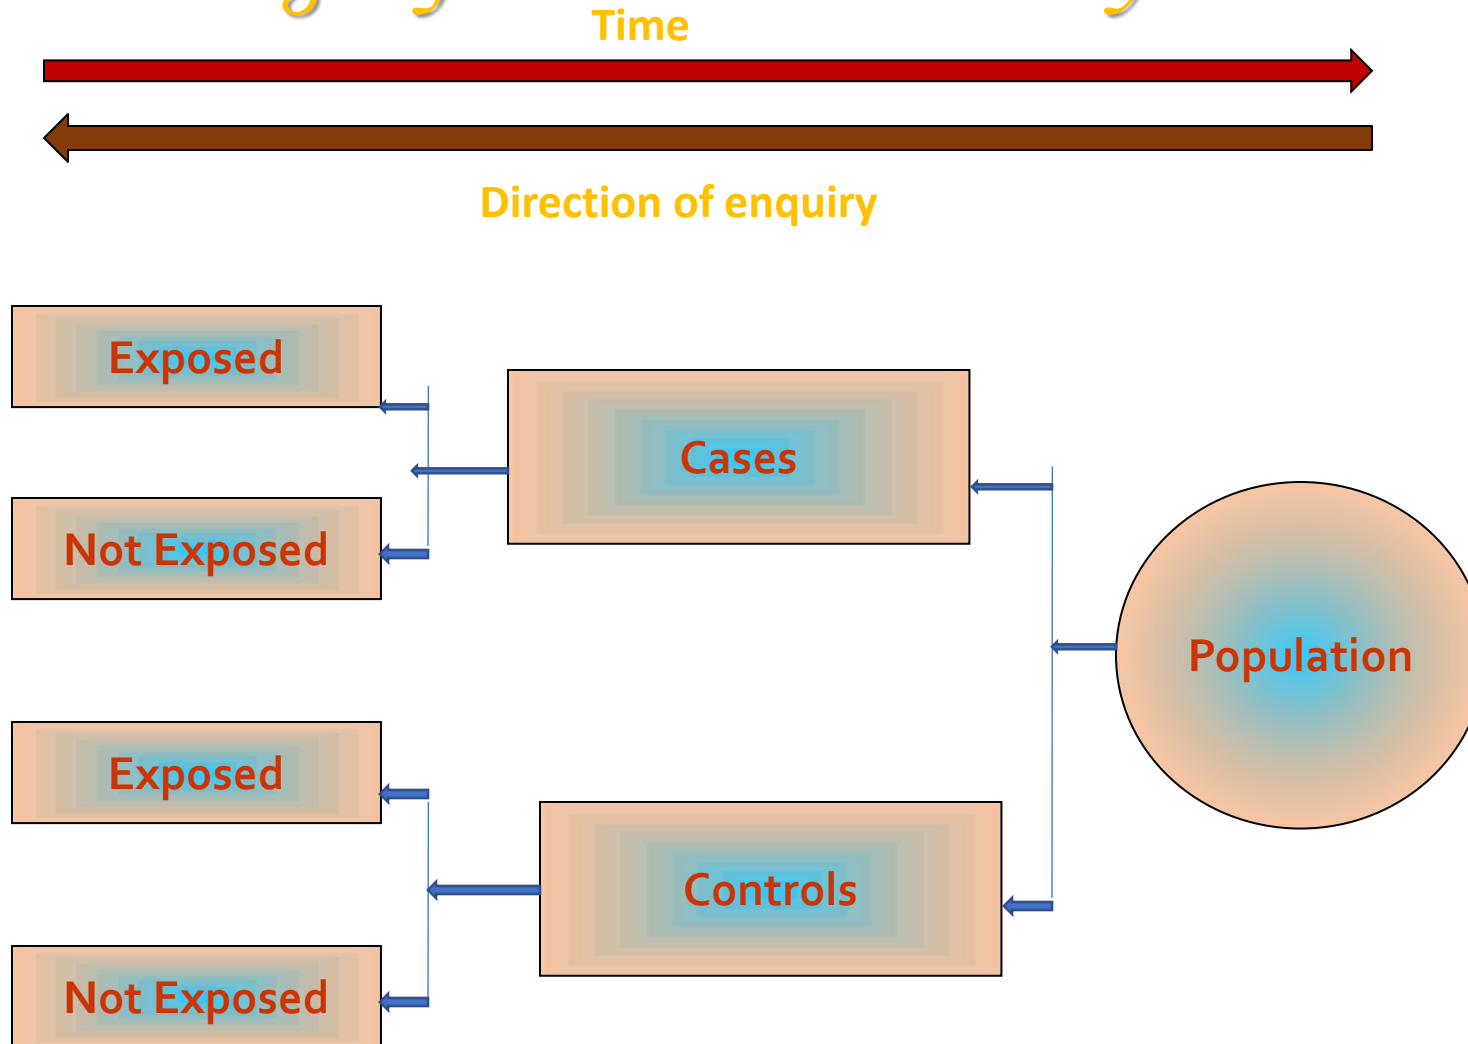 Time
Direction of enquiry
Exposed
Cases
Not Exposed
Population
Exposed
Controls
Not Exposed